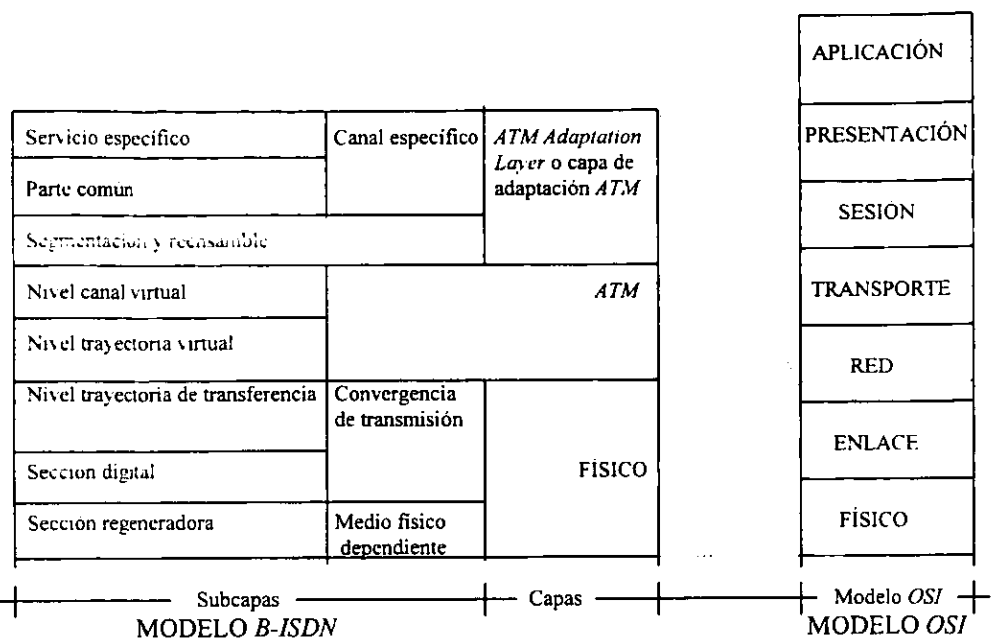 APLICACIÓN
Servicio específico
Canal específico
ATM Adaptation
Layer o capa de
adaptación ATM
PRESENTACIÓN
Parte común
SESIÓN
Segmentación y reensamble
Nivel canal virtual
ATM
TRANSPORTE
Nivel trayectoria virtual
RED
Nivel trayectoria de transferencia
Convergencia
de transmisión
ENLACE
Sección digital
FÍSICO
Sección regeneradora
Medio físico
dependiente
FÍSICO
Subcapas
Capas
Modelo OSI
MODELO B-ISDN
MODELO OSI